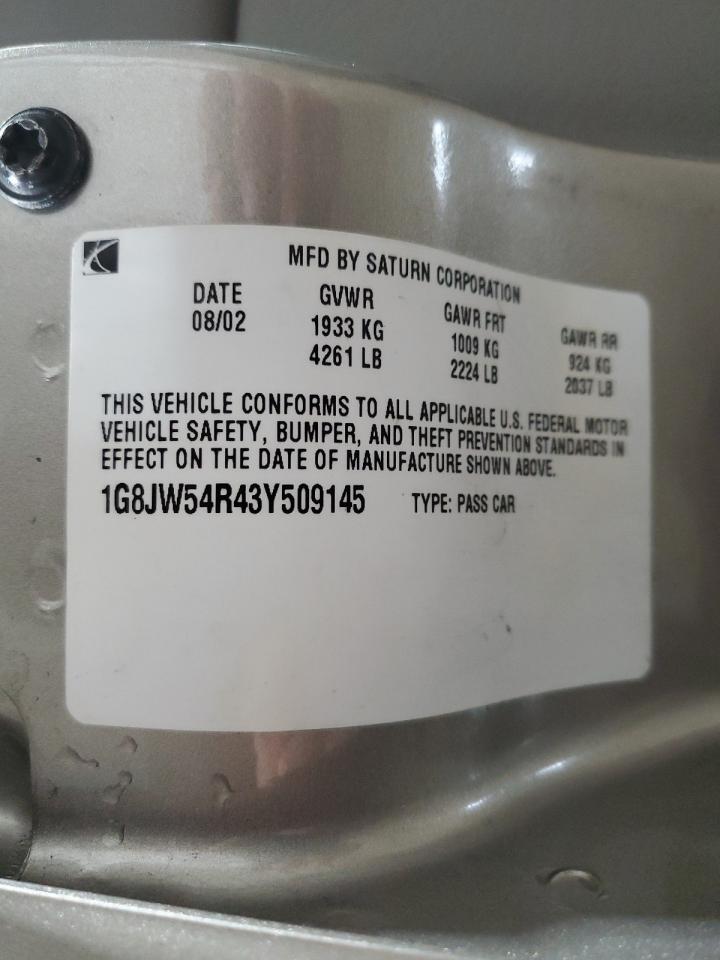 MFD BY SATURN CORPORATION
DATE GVWR GAWR FRT GAWR RR
08/02 1933 KG 1009 KG 924 KG
4261 LB 2224 LB 2037 LB
THIS VEHICLE CONFORMS TO ALL APPLICABLE U.S. FEDERAL MOTOR
VEHICLE SAFETY, BUMPER, AND THEFT PREVENTION STANDARDS IN
EFFECT ON THE DATE OF MANUFACTURE SHOWN ABOVE.
1G8JW54R43Y509145 TYPE: PASS CAR